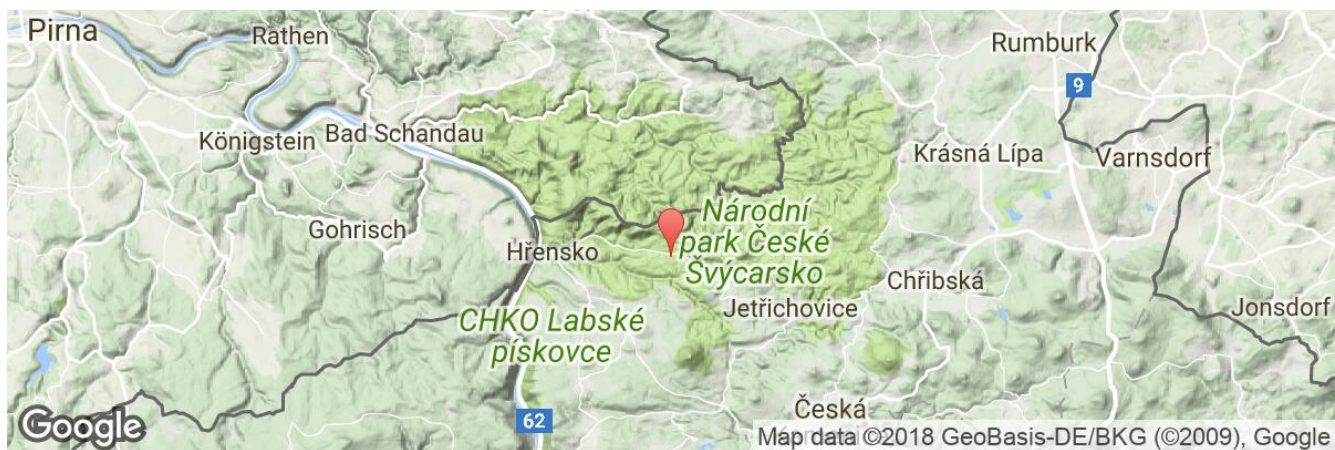 Pirna
Rathen
Rumburk
9
Königstein
Bad Schandau
Krásná Lípa
Varnsdorf
Gohrisch
Hřensko
Národní
park České
Švýcarsko
Chřibská
Jetřichovice
Jonsdorf
CHKO Labské
pískovce
62
Česká
Google
Map data ©2018 GeoBasis-DE/BKG (©2009), Google